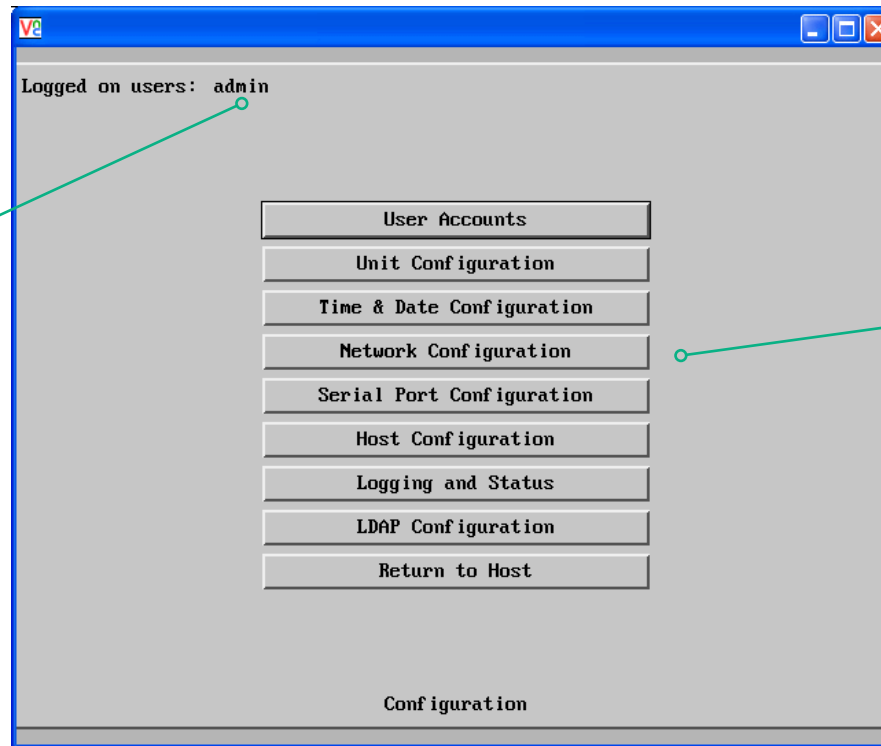 Logged on users: admin
User Accounts
Unit Configuration
Time & Date Configuration
Network Configuration
Serial Port Configuration
Host Configuration
Logging and Status
LDAP Configuration
Return to Host
Configuration